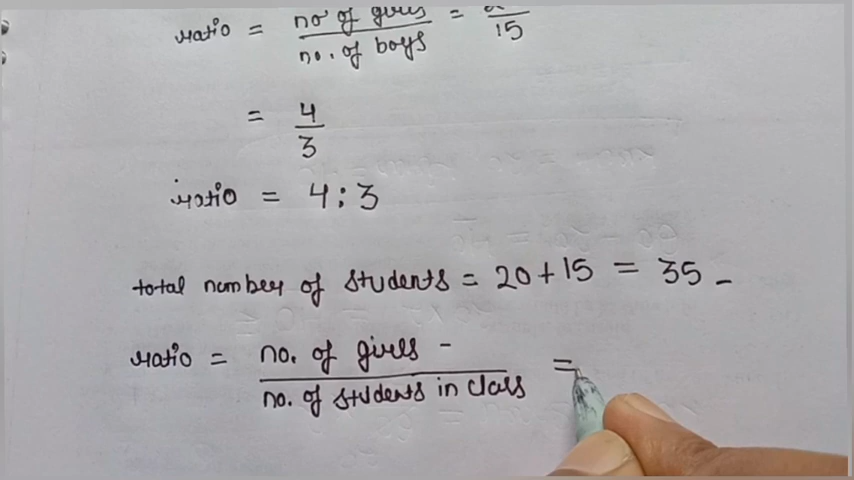 ratio = no of girls / no. of boys = / 15
= 4/3
ratio = 4:3
total number of students = 20 + 15 = 35 -
ratio = no. of girls - / no. of students in class =